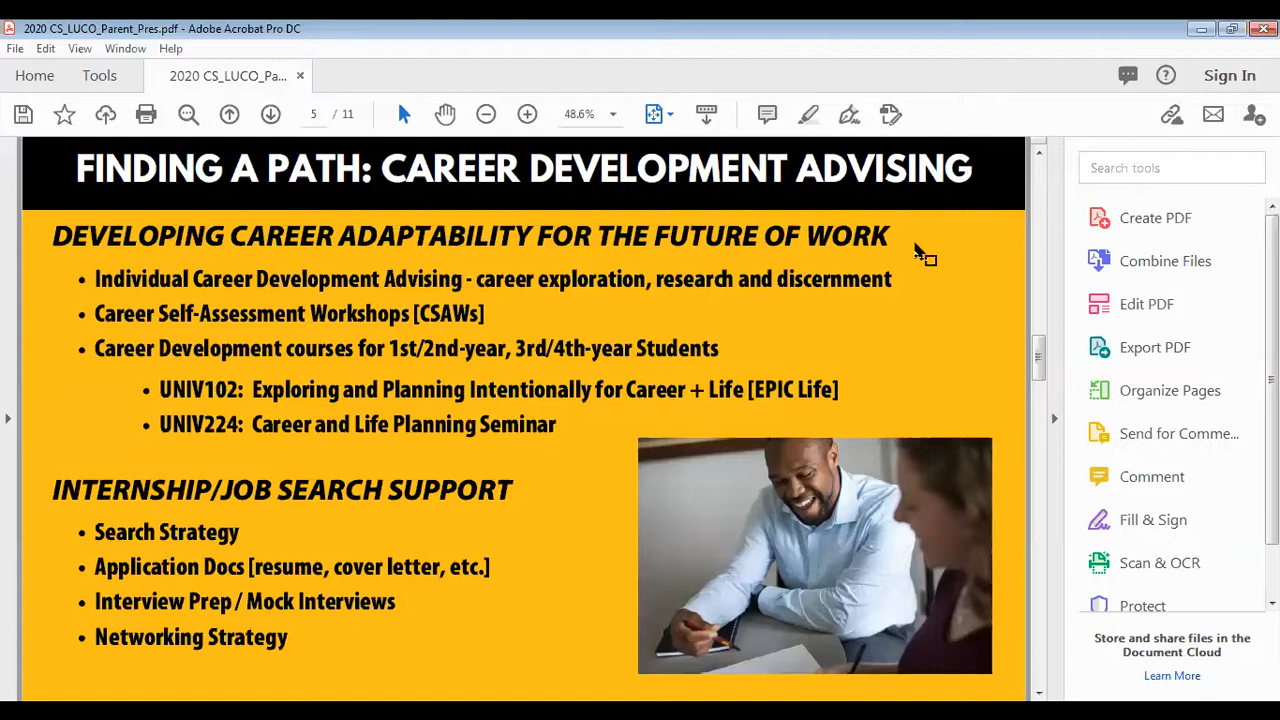 2020 CS_LUCO_Parent_Pres.pdf - Adobe Acrobat Pro DC
File Edit View Window Help
Home Tools 2020 CS_LUCO_Pa... × Sign In
5 / 11 48.6%
FINDING A PATH: CAREER DEVELOPMENT ADVISING
DEVELOPING CAREER ADAPTABILITY FOR THE FUTURE OF WORK
• Individual Career Development Advising - career exploration, research and discernment
• Career Self-Assessment Workshops [CSAWs]
• Career Development courses for 1st/2nd-year, 3rd/4th-year Students
• UNIV102: Exploring and Planning Intentionally for Career + Life [EPIC Life]
• UNIV224: Career and Life Planning Seminar
INTERNSHIP/JOB SEARCH SUPPORT
• Search Strategy
• Application Docs [resume, cover letter, etc.]
• Interview Prep / Mock Interviews
• Networking Strategy
Search tools
Create PDF
Combine Files
Edit PDF
Export PDF
Organize Pages
Send for Comme...
Comment
Fill & Sign
Scan & OCR
Protect
Store and share files in the
Document Cloud
Learn More